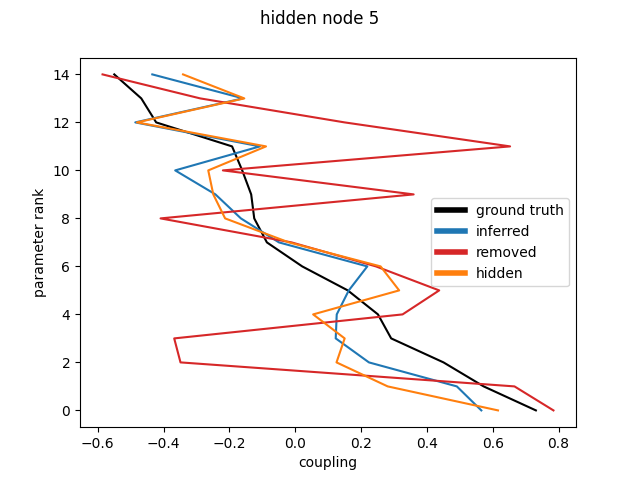 hidden node 5
14
12
10
8
6
4
2
0
parameter rank
ground truth
inferred
removed
hidden
−0.6 −0.4 −0.2 0.0 0.2 0.4 0.6 0.8
coupling